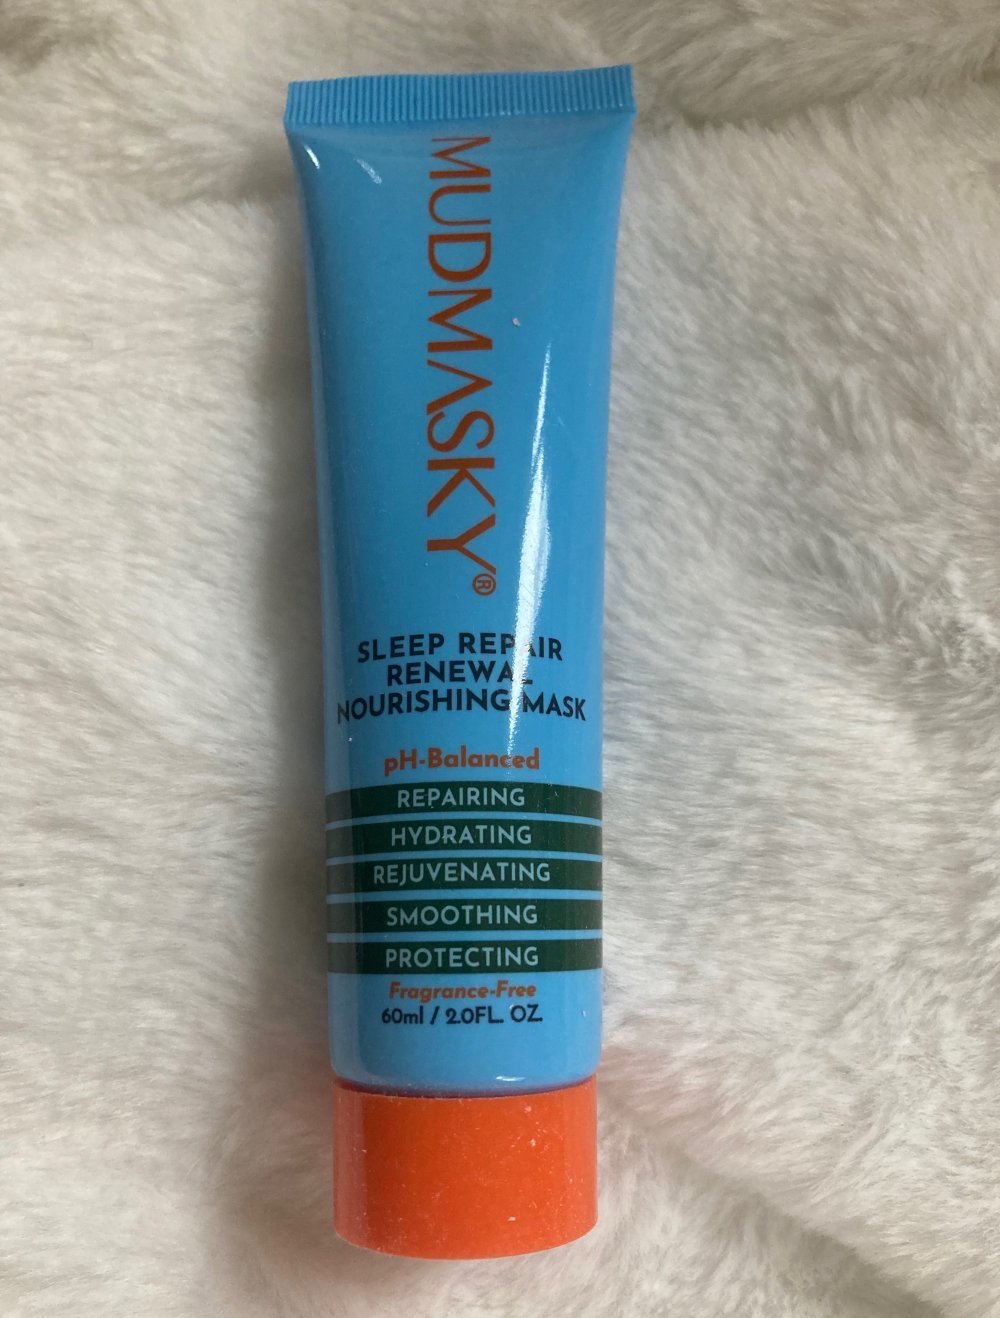 MUDMASKY®
SLEEP REPAIR
RENEWAL
NOURISHING MASK
pH-Balanced
REPAIRING
HYDRATING
REJUVENATING
SMOOTHING
PROTECTING
Fragrance-Free
60ml / 2.0FL. OZ.